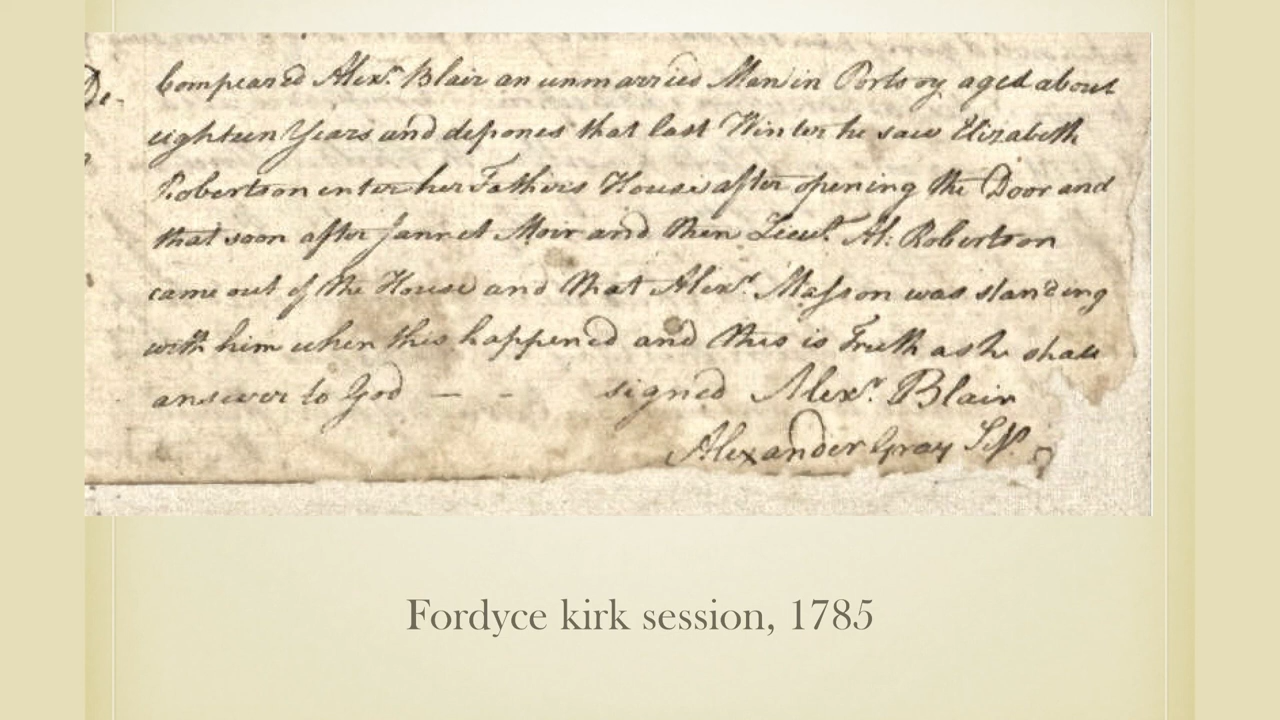 De.
Compeared Alexr. Blair an unmarried Man in Portsoy aged about
eighteen Years and depones that last Winter he saw Elizabeth
Robertson enter her Fathers House after opening the Door and
that soon after Jannet Moir and then Lieut. Al: Robertson
came out of the House and that Alexr. Masson was standing
with him when this happened and this is Truth as he shall
answer to God — - signed Alexr. Blair
Alexander Gray
Fordyce kirk session, 1785